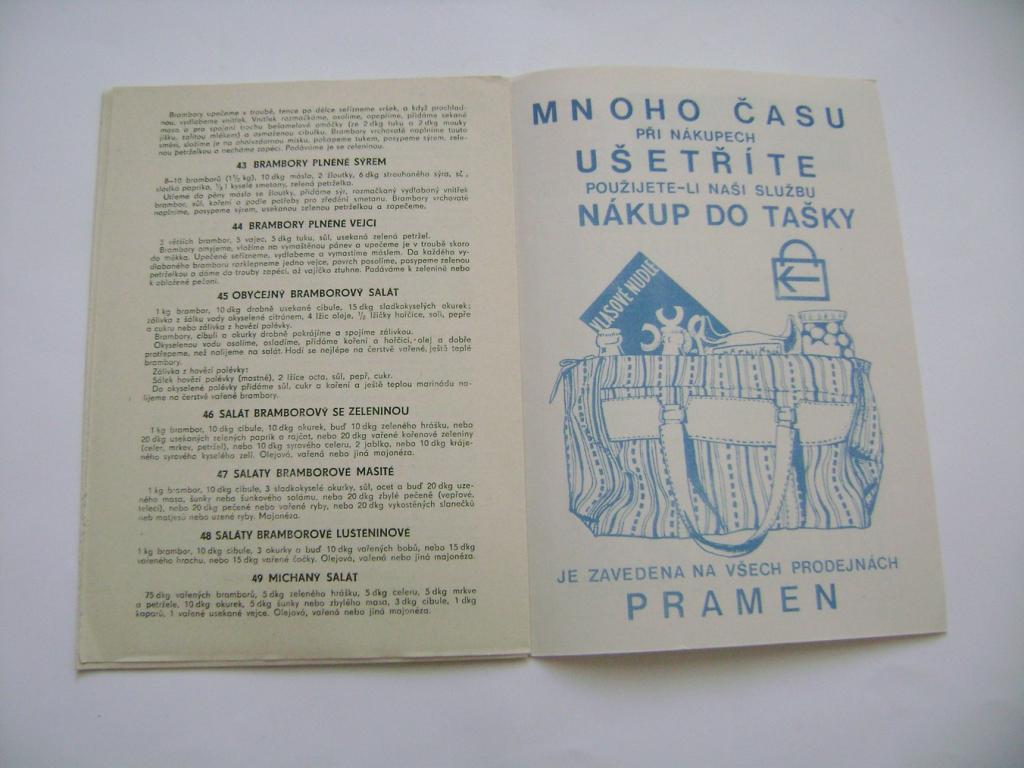 Brambory upečeme v troubě, tence po délce seřízneme vršek, a když prochlad-
nou, vydlabeme vnitřek. Vnitřek rozmačkáme, osolíme, opepříme, přidáme sekané
maso a pro spojení trochu bešamelové omáčky (ze 2 dkg tuku a 2 dkg mouky
jíšku, zalitou mlékem) a osmaženou cibulku. Brambory vrchovatě naplníme touto
směsí, složíme je na ohnivzdornou misku, pokapeme tukem, posypeme sýrem, zele-
nou petrželkou a necháme zapéci. Podáváme je se zeleninou.
43 BRAMBORY PLNĚNÉ SÝREM
8–10 bramborů (1½ kg), 10 dkg másla, 2 žloutky, 6 dkg strouhaného sýra, sůl,
sladká paprika, kyselé smetany, zelená petrželka.
Utřeme do pěny máslo se žloutky, přidáme sýr, rozmačkaný vydlabaný vnitřek
brambor, sůl, koření a podle potřeby pro zředění smetanu. Brambory vrchovatě
naplníme, posypeme sýrem, usekanou zelenou petrželkou a zapečeme.
44 BRAMBORY PLNĚNÉ VEJCI
5 větších brambor, 5 vajec, 5 dkg tuku, sůl, usekaná zelená petržel.
Brambory omyjeme, vložíme na vymaštěnou pánev a upečeme je v troubě skoro
do měkka. Upečené seřízneme, vydlabeme a vymastíme máslem. Do každého vy-
dlabaného bramboru rozklepneme jedno vejce, povrch posolíme, posypeme zelenou
petrželkou a dáme do trouby zapéci, až vajíčko ztuhne. Podáváme k zelenině nebo
k obložené pečeni.
45 OBYČEJNÝ BRAMBOROVÝ SALÁT
1 kg brambor, 10 dkg drobně usekané cibule, 15 dkg sladkokyselých okurek;
zálivka z šálku vody okyselené citrónem, 4 lžíc oleje, ½ lžičky hořčice, soli, pepře
a cukru nebo zálivka z hovězí polévky.
Brambory, cibuli a okurky drobně pokrájíme a spojíme zálivkou.
Okyselenou vodu osolíme, osladíme, přidáme koření a hořčici, olej a dobře
protřepeme, než nalijeme na salát. Hodí se nejlépe na čerstvě vařené, ještě teplé
brambory.
Zálivka z hovězí polévky:
Šálek hovězí polévky (mastné), 2 lžíce octa, sůl, pepř, cukr.
Do okyselené polévky přidáme sůl, cukr a koření a ještě teplou marinádu na-
lijeme na čerstvě vařené brambory.
46 SALÁT BRAMBOROVÝ SE ZELENINOU
1 kg brambor, 10 dkg cibule, 10 dkg okurek, buď 10 dkg zeleného hrášku, nebo
20 dkg usekaných zelených paprik a rajčat, nebo 20 dkg vařené kořenové zeleniny
(celer, mrkev, petržel), nebo 10 dkg syrového celeru, 2 jablka, nebo 10 dkg kráje-
ného syrového kyselého zelí. Olejová, vařená nebo jiná majonéza.
47 SALÁTY BRAMBOROVÉ MASITÉ
1 kg brambor, 10 dkg cibule, 3 sladkokyselé okurky, sůl, ocet a buď 20 dkg uze-
ného masa, šunky nebo šunkového salámu, nebo 20 dkg zbylé pečeně (vepřové,
telecí), nebo 20 dkg pečené nebo vařené ryby, nebo 20 dkg vykostěných slanečků
neb matjesů nebo uzené ryby. Majonéza.
48 SALÁTY BRAMBOROVÉ LUŠTĚNINOVÉ
1 kg brambor, 10 dkg cibule, 3 okurky a buď 10 dkg vařených bobů, nebo 15 dkg
vařeného hrachu, nebo 15 dkg vařené čočky. Olejová, vařená nebo jiná majonéza.
49 MÍCHANÝ SALÁT
75 dkg vařených bramborů, 5 dkg zeleného hrášku, 5 dkg celeru, 5 dkg mrkve
a petržele, 10 dkg okurek, 5 dkg šunky nebo zbylého masa, 3 dkg cibule, 1 dkg
kaparů, 1 vařené usekané vejce. Olejová, vařená nebo jiná majonéza.
MNOHO ČASU
PŘI NÁKUPECH
UŠETŘÍTE
POUŽIJETE-LI NAŠI SLUŽBU
NÁKUP DO TAŠKY
VLASOVÉ NUDLE
JE ZAVEDENA NA VŠECH PRODEJNÁCH
PRAMEN